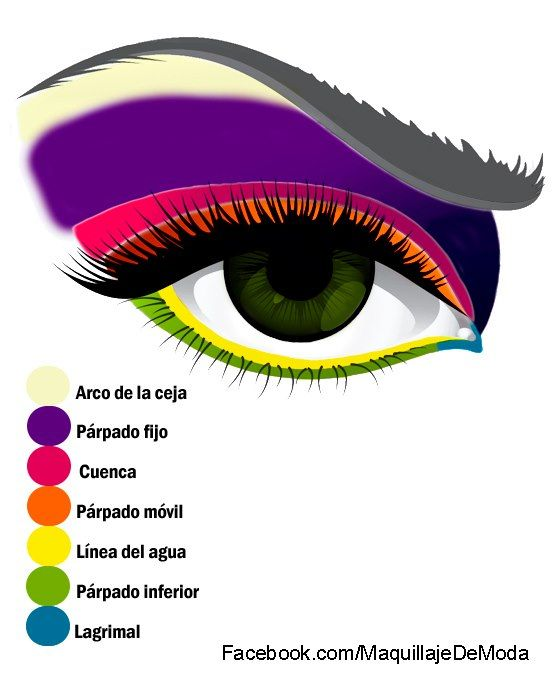 Arco de la ceja
Párpado fijo
Cuenca
Párpado móvil
Línea del agua
Párpado inferior
Lagrimal
Facebook.com/MaquillajeDeModa